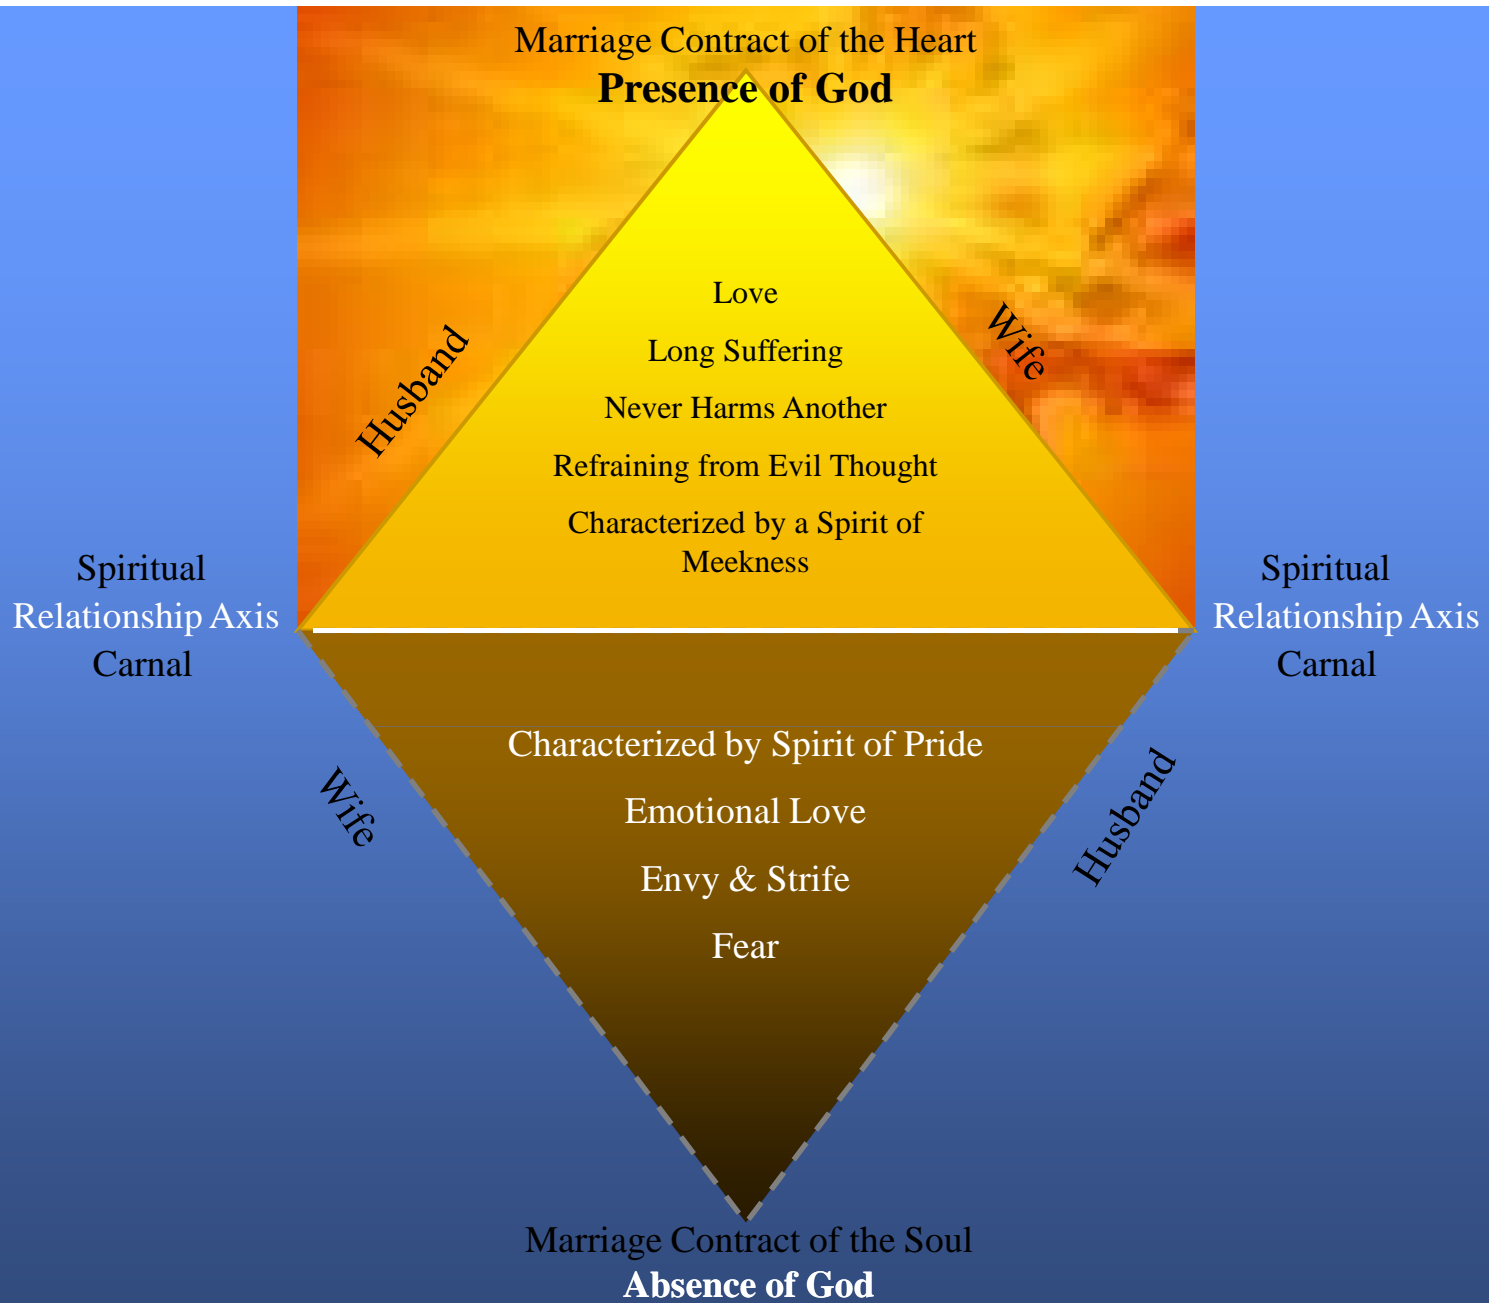 Marriage Contract of the Heart
Presence of God
Love
Long Suffering
Never Harms Another
Refraining from Evil Thought
Characterized by a Spirit of
Meekness
Husband
Wife
Spiritual
Relationship Axis
Carnal
Spiritual
Relationship Axis
Carnal
Characterized by Spirit of Pride
Emotional Love
Envy & Strife
Fear
Wife
Husband
Marriage Contract of the Soul
Absence of God